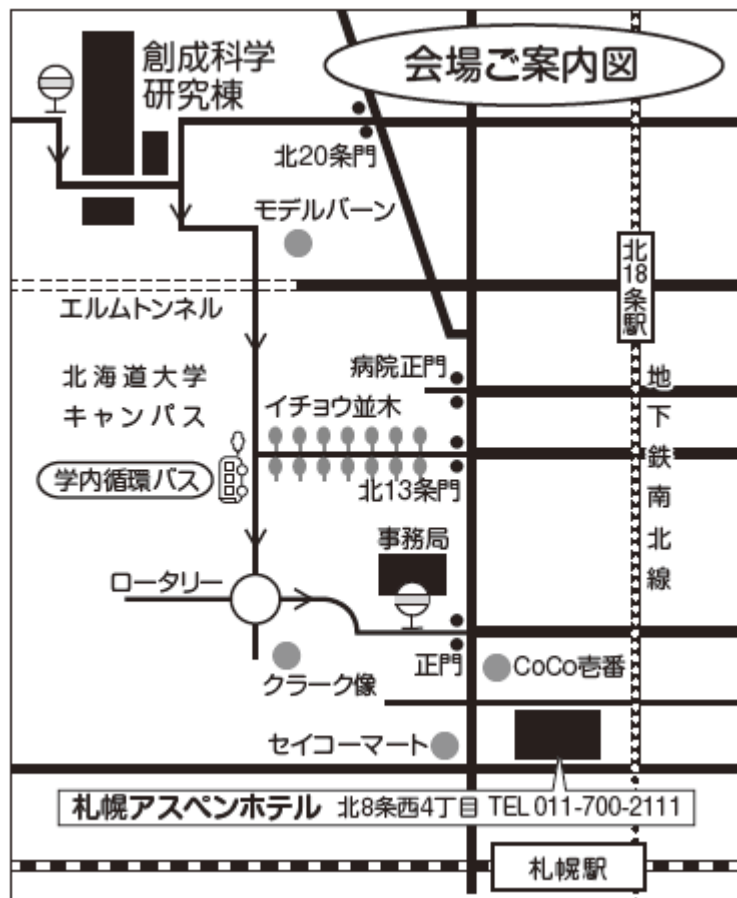 会場ご案内図
創成科学
研究棟
北20条門
モデルバーン
北18条駅
エルムトンネル
北海道大学
キャンパス
病院正門
イチョウ並木
地下鉄南北線
学内循環バス
北13条門
事務局
ロータリー
正門
CoCo壱番
クラーク像
セイコーマート
札幌アスペンホテル 北8条西4丁目 TEL 011-700-2111
札幌駅